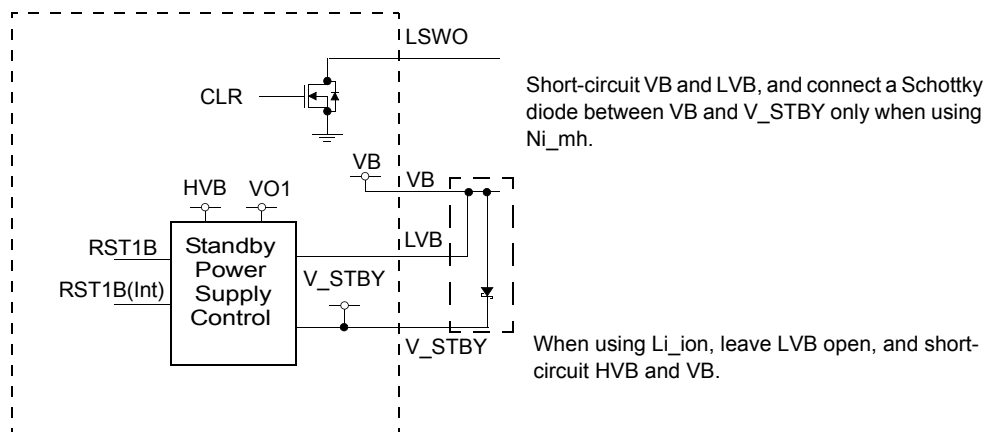 LSWO
CLR
Short-circuit VB and LVB, and connect a Schottky
diode between VB and V_STBY only when using
Ni_mh.
VB
VB
HVB
VO1
LVB
RST1B
RST1B(Int)
Standby
Power
Supply
Control
V_STBY
V_STBY
When using Li_ion, leave LVB open, and short-
circuit HVB and VB.